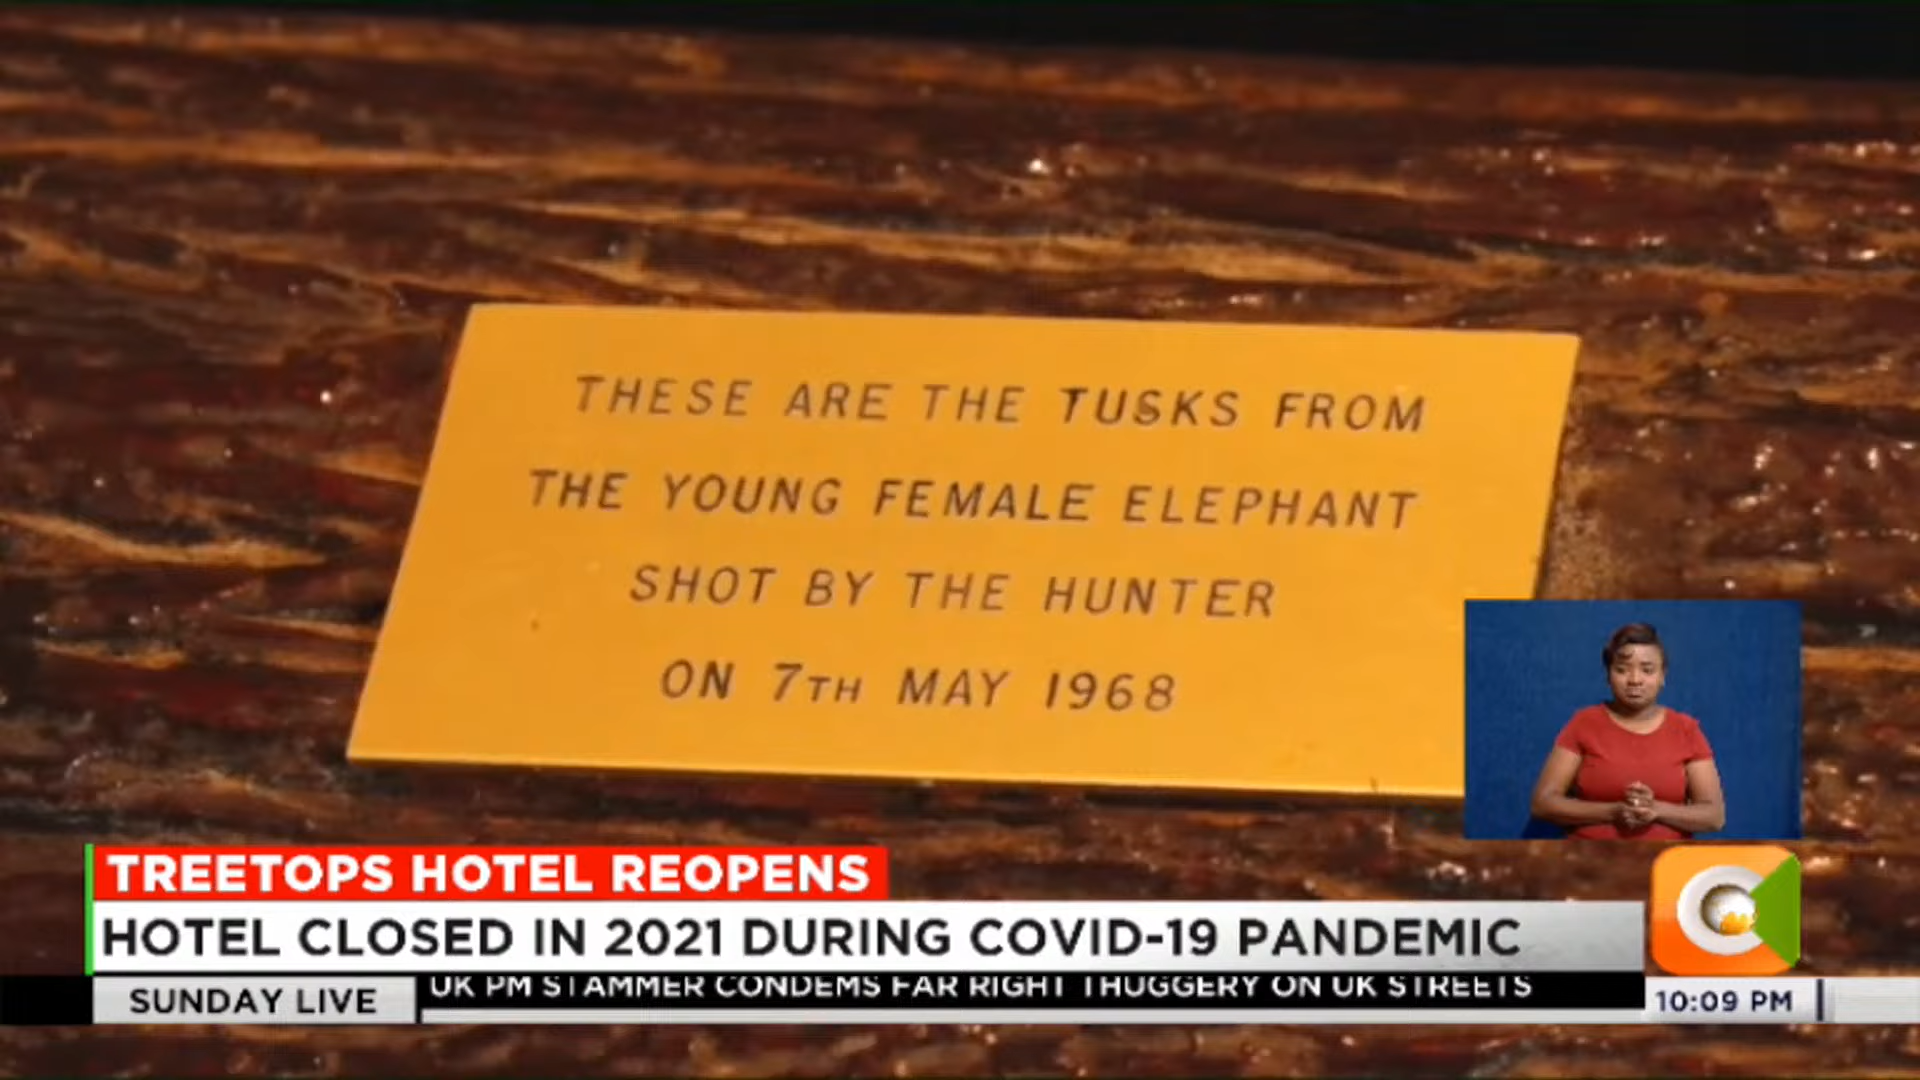 THESE ARE THE TUSKS FROM
THE YOUNG FEMALE ELEPHANT
SHOT BY THE HUNTER
ON 7TH MAY 1968
TREETOPS HOTEL REOPENS
HOTEL CLOSED IN 2021 DURING COVID-19 PANDEMIC
SUNDAY LIVE
UK PM STAMMER CONDEMS FAR RIGHT THUGGERY ON UK STREETS
10:09 PM